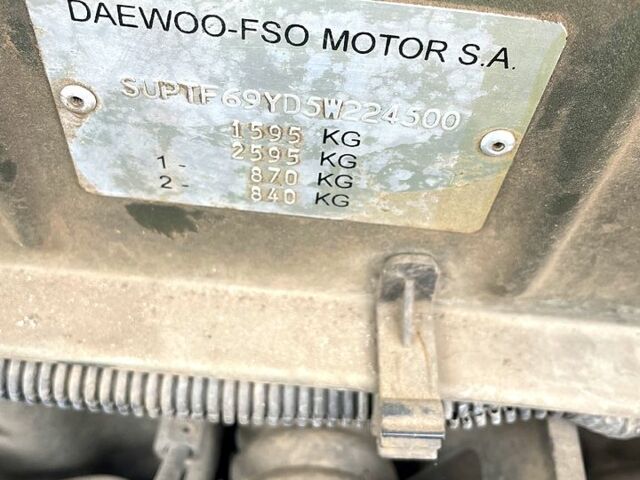 DAEWOO-FSO MOTOR S.A.
SUPTF69YD5W224500
1595 KG
2595 KG
1 - 870 KG
2 - 840 KG